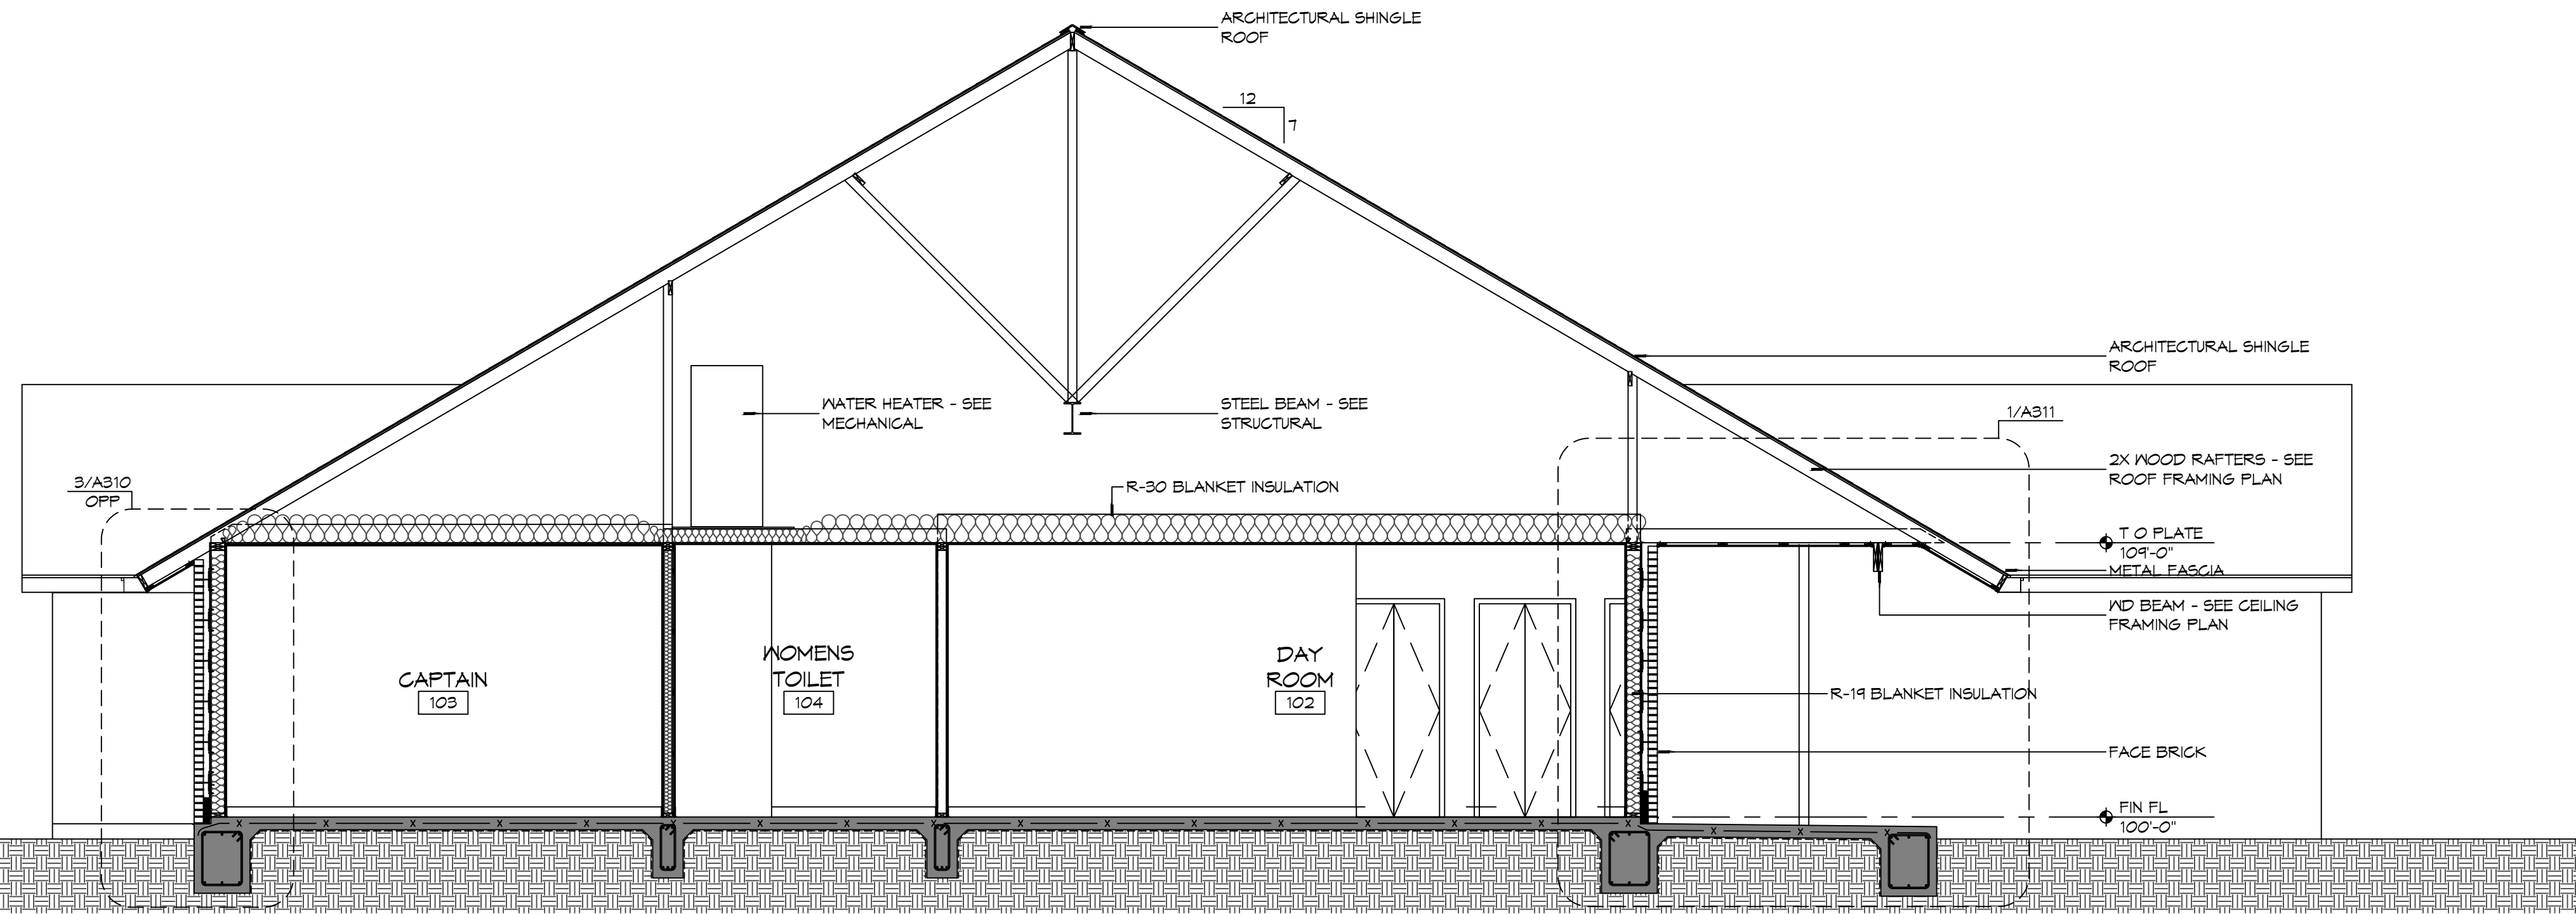 ARCHITECTURAL SHINGLE
ROOF
12
7
ARCHITECTURAL SHINGLE
ROOF
WATER HEATER - SEE
MECHANICAL
STEEL BEAM - SEE
STRUCTURAL
1/A311
2X WOOD RAFTERS - SEE
ROOF FRAMING PLAN
3/A310
OPP
R-30 BLANKET INSULATION
T O PLATE
109'-0"
METAL FASCIA
WD BEAM - SEE CEILING
FRAMING PLAN
CAPTAIN
103
WOMENS
TOILET
104
DAY
ROOM
102
R-19 BLANKET INSULATION
FACE BRICK
FIN FL
100'-0"